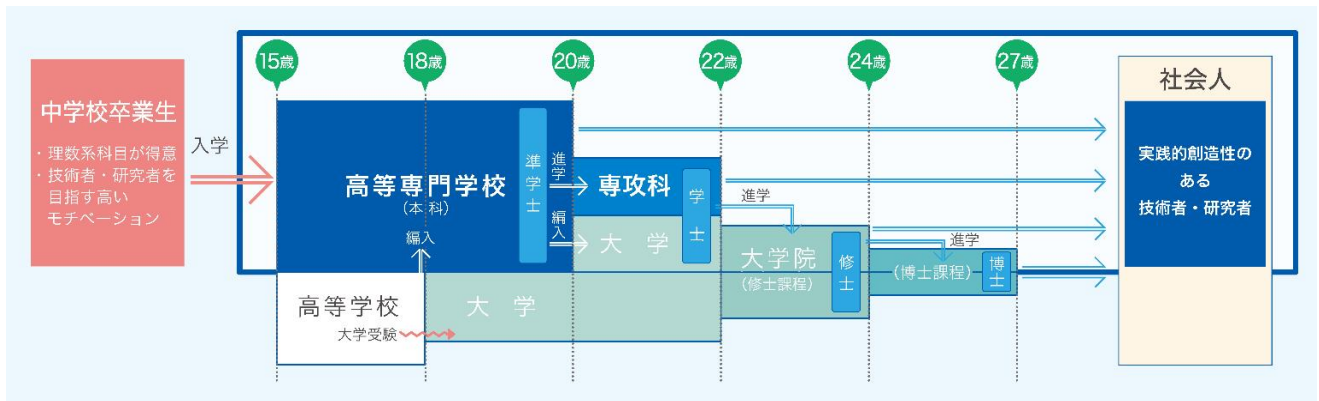 15歳
18歳
20歳
22歳
24歳
27歳
中学校卒業生
・理数系科目が得意
・技術者・研究者を
目指す高い
モチベーション
入学
高等専門学校
(本科)
編入
準学士
進学
編入
専攻科
大学
学士
進学
大学院
(修士課程)
修士
進学
(博士課程)
博士
高等学校
大学受験
大学
社会人
実践的創造性の
ある
技術者・研究者